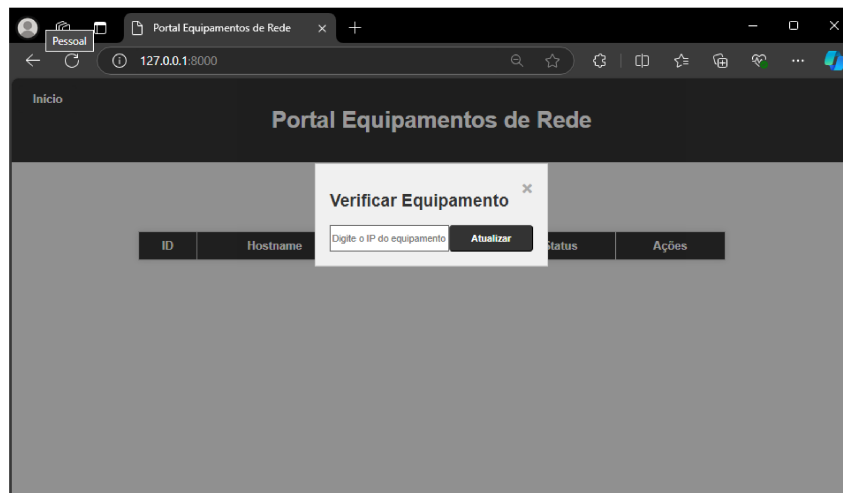 Portal Equipamentos de Rede
Pessoal
127.0.0.1:8000
Inicio
Portal Equipamentos de Rede
Verificar Equipamento
Digite o IP do equipamento
Atualizar
ID
Hostname
Status
Ações